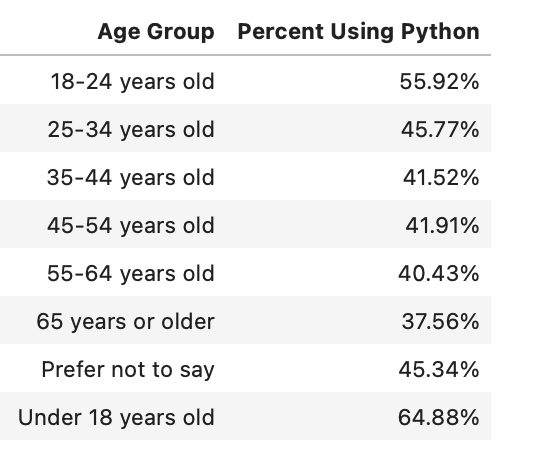 Age Group Percent Using Python
18-24 years old 55.92%
25-34 years old 45.77%
35-44 years old 41.52%
45-54 years old 41.91%
55-64 years old 40.43%
65 years or older 37.56%
Prefer not to say 45.34%
Under 18 years old 64.88%